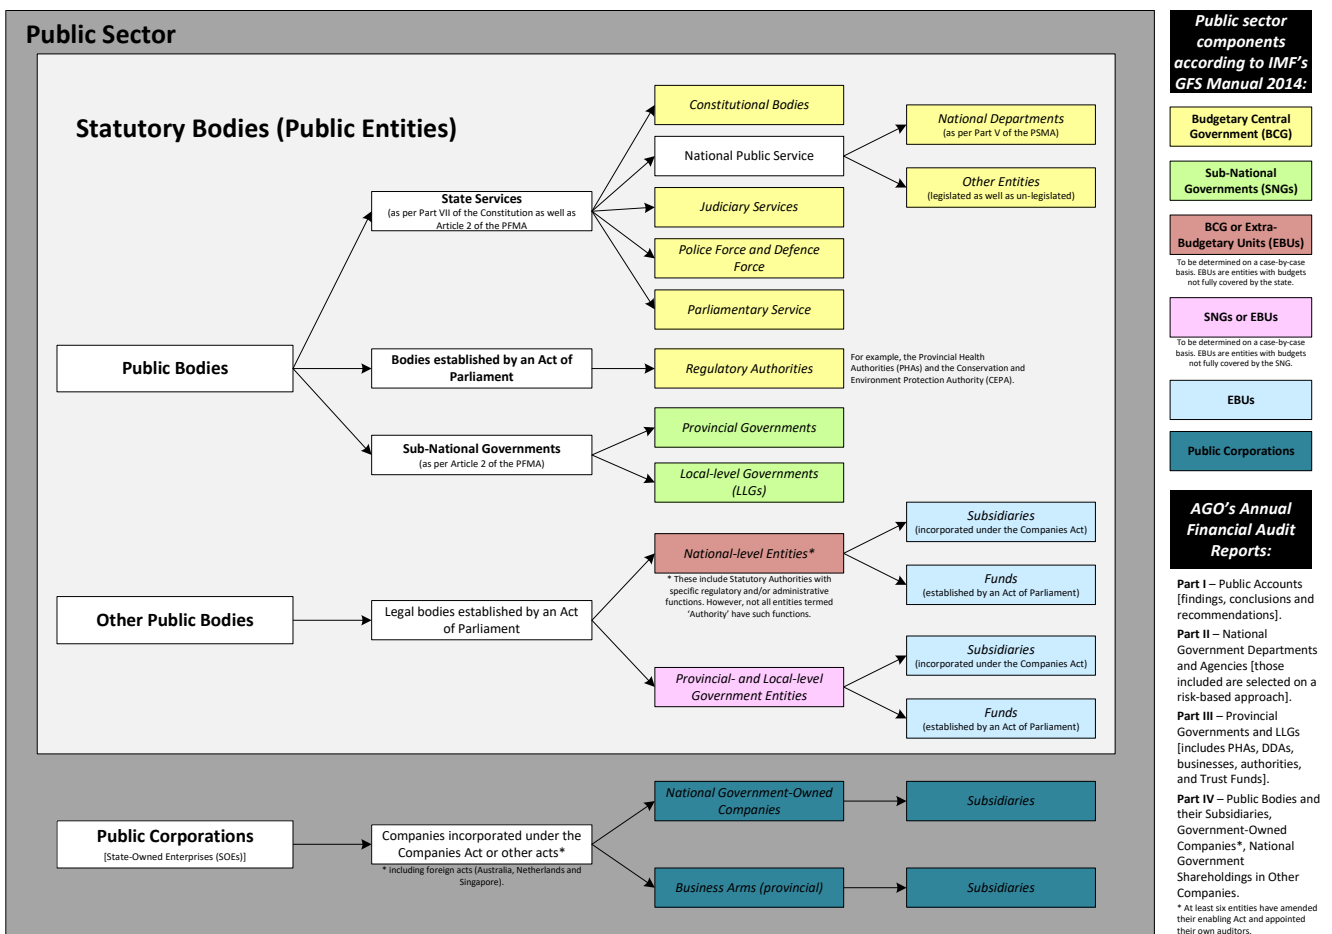 Public Sector
Statutory Bodies (Public Entities)
Public Bodies
State Services
(as per Part VII of the Constitution as well as
Article 2 of the PFMA
Constitutional Bodies
National Public Service
National Departments
(as per Part V of the PSMA)
Other Entities
(legislated as well as un-legislated)
Judiciary Services
Police Force and Defence
Force
Parliamentary Service
Bodies established by an Act of
Parliament
Regulatory Authorities
For example, the Provincial Health
Authorities (PHAs) and the Conservation and
Environment Protection Authority (CEPA).
Sub-National Governments
(as per Article 2 of the PFMA)
Provincial Governments
Local-level Governments
(LLGs)
Other Public Bodies
Legal bodies established by an Act
of Parliament
National-level Entities*
* These include Statutory Authorities with
specific regulatory and/or administrative
functions. However, not all entities termed
‘Authority’ have such functions.
Subsidiaries
(incorporated under the Companies Act)
Funds
(established by an Act of Parliament)
Provincial- and Local-level
Government Entities
Subsidiaries
(incorporated under the Companies Act)
Funds
(established by an Act of Parliament)
Public Corporations
[State-Owned Enterprises (SOEs)]
Companies incorporated under the
Companies Act or other acts*
* including foreign acts (Australia, Netherlands and
Singapore).
National Government-Owned
Companies
Subsidiaries
Business Arms (provincial)
Subsidiaries
Public sector
components
according to IMF’s
GFS Manual 2014:
Budgetary Central
Government (BCG)
Sub-National
Governments (SNGs)
BCG or Extra-
Budgetary Units (EBUs)
To be determined on a case-by-case
basis. EBUs are entities with budgets
not fully covered by the state.
SNGs or EBUs
To be determined on a case-by-case
basis. EBUs are entities with budgets
not fully covered by the SNG.
EBUs
Public Corporations
AGO’s Annual
Financial Audit
Reports:
Part I – Public Accounts
[findings, conclusions and
recommendations].
Part II – National
Government Departments
and Agencies [those
included are selected on a
risk-based approach].
Part III – Provincial
Governments and LLGs
[includes PHAs, DDAs,
businesses, authorities,
and Trust Funds].
Part IV – Public Bodies and
their Subsidiaries,
Government-Owned
Companies*, National
Government
Shareholdings in Other
Companies.
* At least six entities have amended
their enabling Act and appointed
their own auditors.